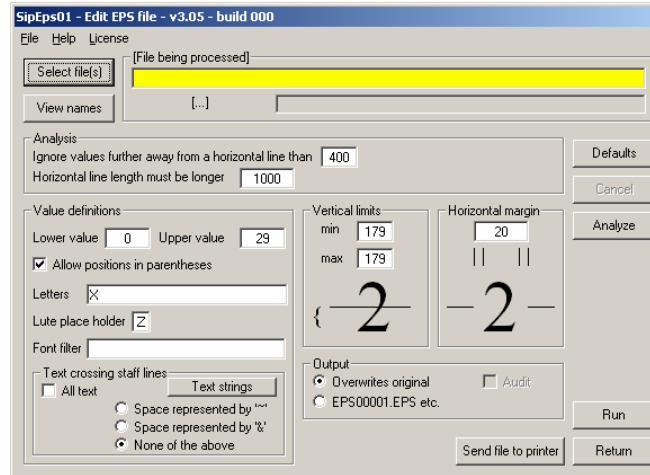 SipEps01 - Edit EPS file - v3.05 - build 000
File Help License
Select file(s)
[File being processed]
View names
[...]
Analysis
Ignore values further away from a horizontal line than 400
Horizontal line length must be longer 1000
Defaults
Cancel
Analyze
Value definitions
Lower value 0 Upper value 29
Allow positions in parentheses
Letters X
Lute place holder Z
Font filter
Text crossing staff lines
All text
Text strings
Space represented by '~'
Space represented by '&'
None of the above
Vertical limits
min 179
max 179
{ 2
Horizontal margin
20
2
Output
Overwrites original
Audit
EPS00001.EPS etc.
Send file to printer
Run
Return